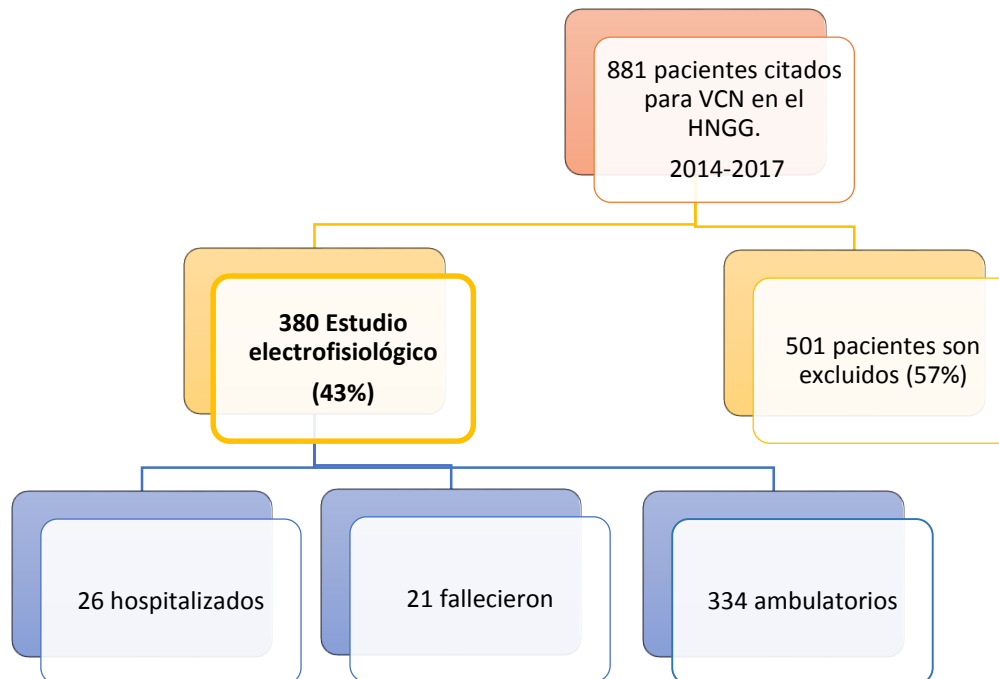 881 pacientes citados
para VCN en el
HNGG.
2014-2017
380 Estudio
electrofisiológico
(43%)
501 pacientes son
excluidos (57%)
26 hospitalizados
21 fallecieron
334 ambulatorios